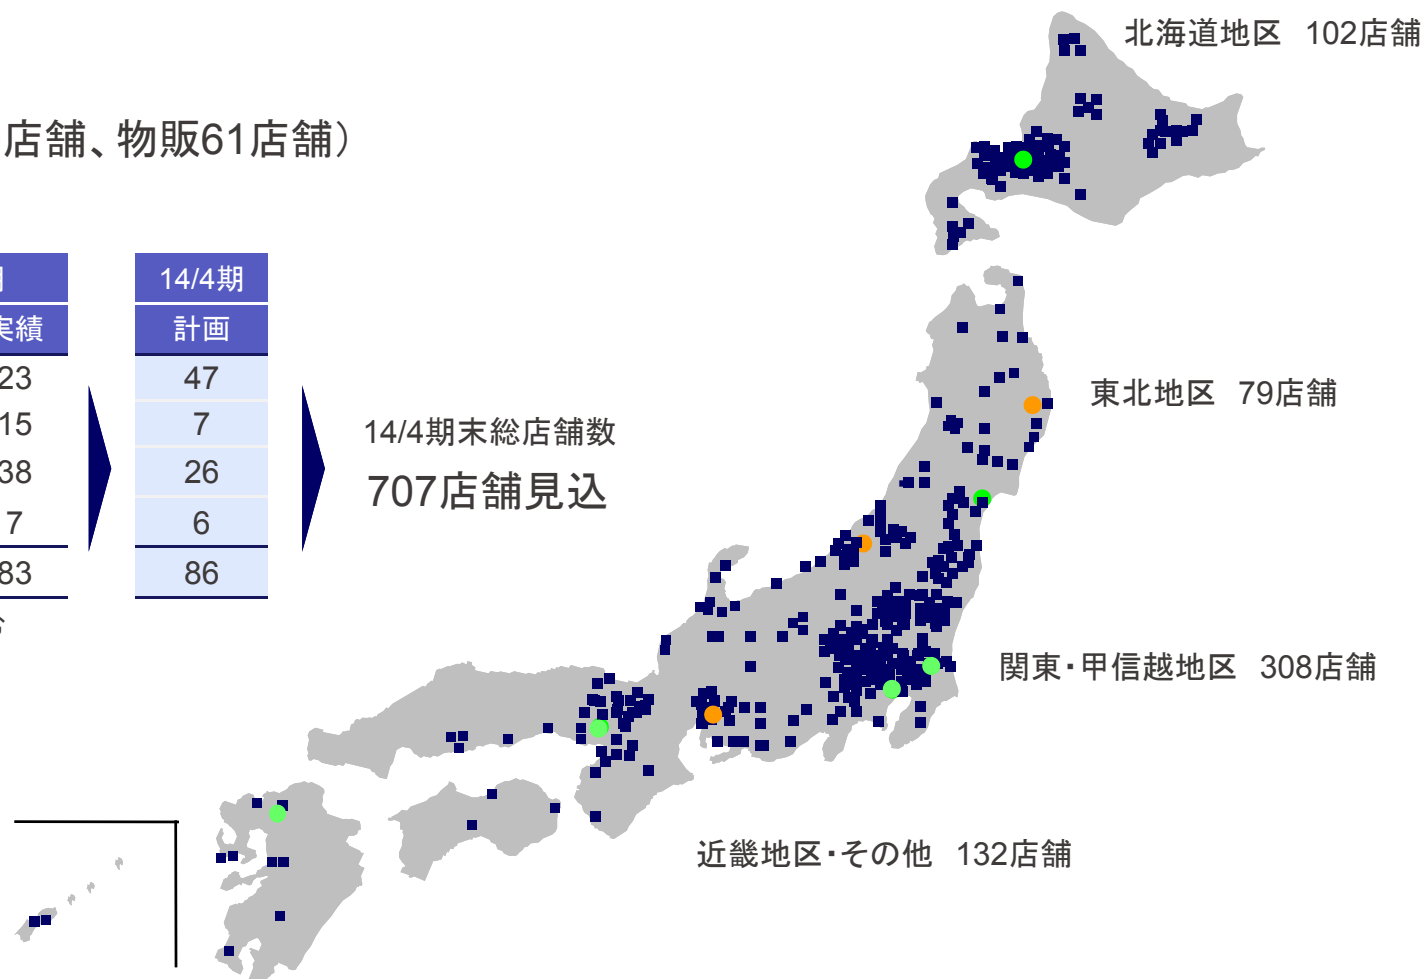 北海道地区 102店舗
店舗、物販61店舗）
期 14/4期
実績 計画
23 47
15 7
38 26
7 6
83 86
東北地区 79店舗
14/4期末総店舗数
707店舗見込
関東・甲信越地区 308店舗
近畿地区・その他 132店舗